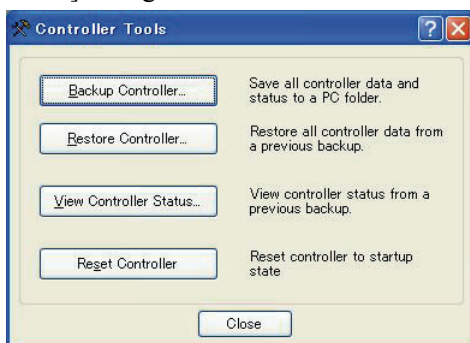 Controller Tools
Backup Controller...
Save all controller data and
status to a PC folder.
Restore Controller...
Restore all controller data from
a previous backup.
View Controller Status...
View controller status from a
previous backup.
Reset Controller
Reset controller to startup
state
Close